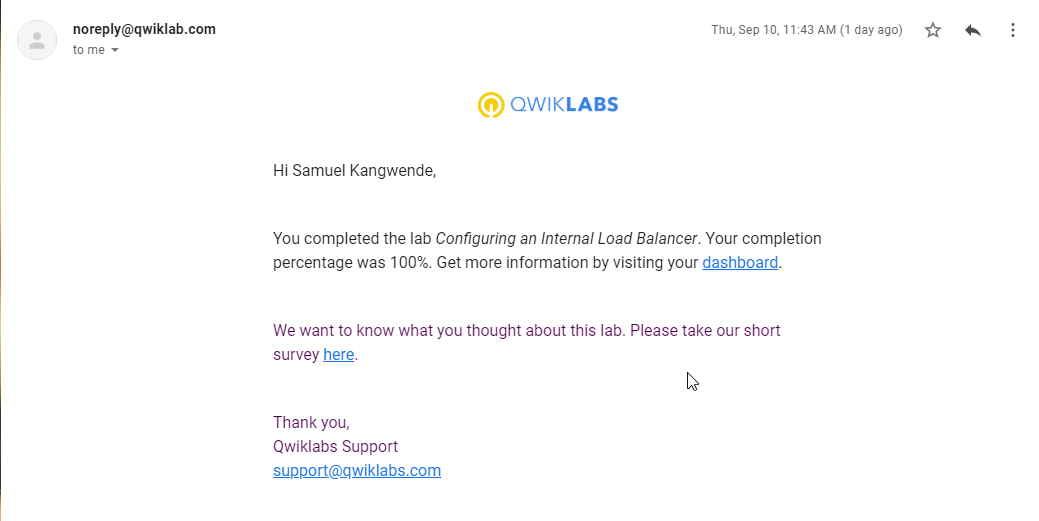 noreply@qwiklab.com
Thu, Sep 10, 11:43 AM (1 day ago)
to me
QWIKLABS
Hi Samuel Kangwende,
You completed the lab Configuring an Internal Load Balancer. Your completion
percentage was 100%. Get more information by visiting your dashboard.
We want to know what you thought about this lab. Please take our short
survey here.
Thank you,
Qwiklabs Support
support@qwiklabs.com